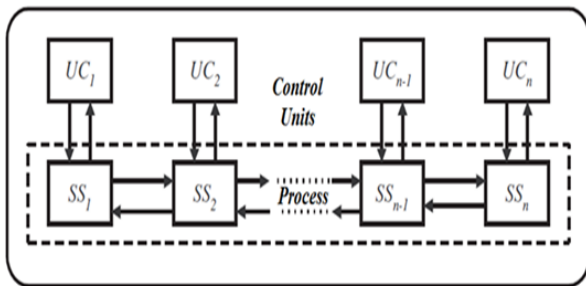 UC₁ UC₂ UCₙ₋₁ UCₙ
Control
Units
SS₁ SS₂ Process SSₙ₋₁ SSₙ